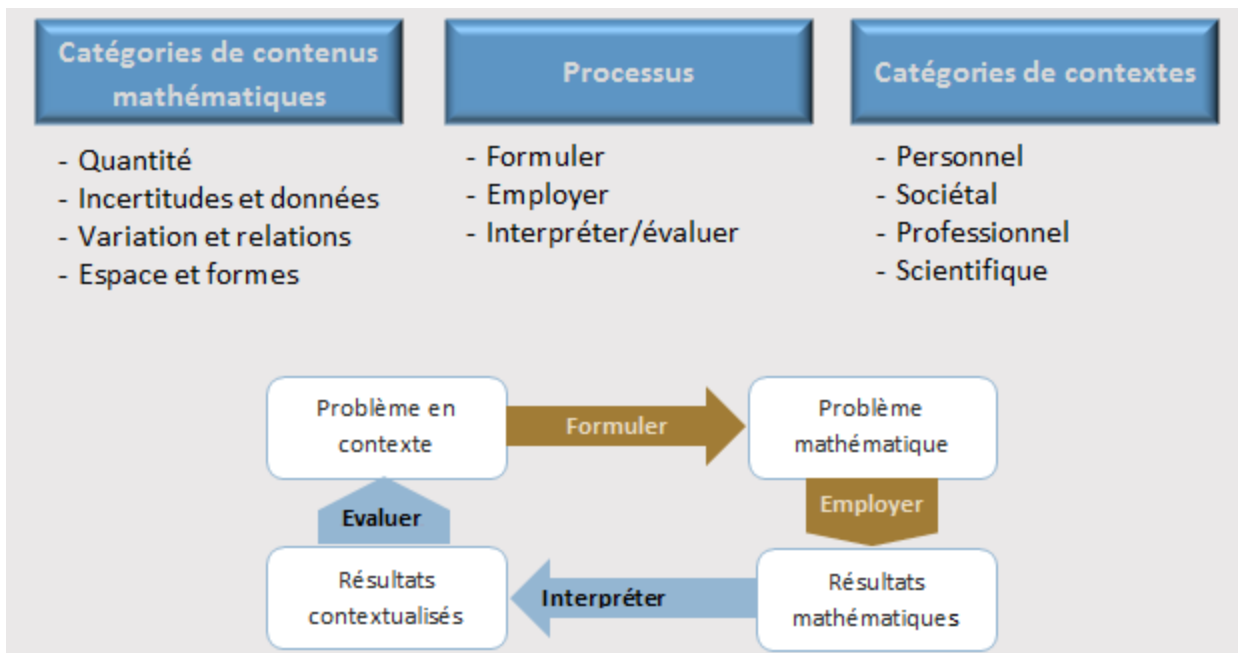 Catégories de contenus
mathématiques
Processus
Catégories de contextes
- Quantité
- Incertitudes et données
- Variation et relations
- Espace et formes
- Formuler
- Employer
- Interpréter/évaluer
- Personnel
- Sociétal
- Professionnel
- Scientifique
Problème en
contexte
Formuler
Problème
mathématique
Employer
Evaluer
Résultats
contextualisés
Interpréter
Résultats
mathématiques